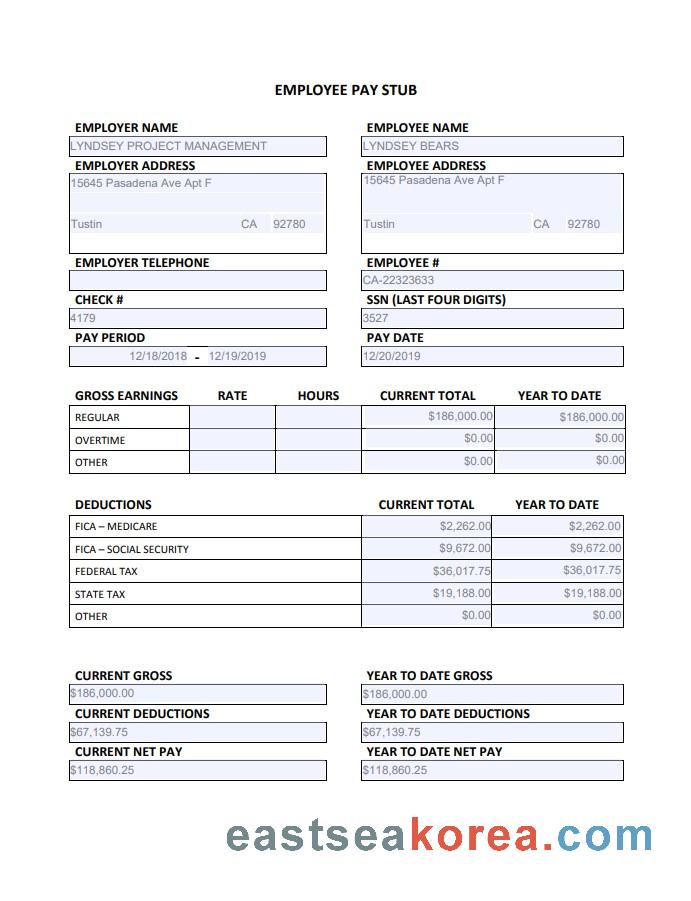 EMPLOYEE PAY STUB
EMPLOYER NAME EMPLOYEE NAME
LYNDSEY PROJECT MANAGEMENT LYNDSEY BEARS
EMPLOYER ADDRESS EMPLOYEE ADDRESS
15645 Pasadena Ave Apt F 15645 Pasadena Ave Apt F
Tustin CA 92780 Tustin CA 92780
EMPLOYER TELEPHONE EMPLOYEE #
CA-22323633
CHECK # SSN (LAST FOUR DIGITS)
4179 3527
PAY PERIOD PAY DATE
12/18/2018 - 12/19/2019 12/20/2019
GROSS EARNINGS RATE HOURS CURRENT TOTAL YEAR TO DATE
REGULAR $186,000.00 $186,000.00
OVERTIME $0.00 $0.00
OTHER $0.00 $0.00
DEDUCTIONS CURRENT TOTAL YEAR TO DATE
FICA – MEDICARE $2,262.00 $2,262.00
FICA – SOCIAL SECURITY $9,672.00 $9,672.00
FEDERAL TAX $36,017.75 $36,017.75
STATE TAX $19,188.00 $19,188.00
OTHER $0.00 $0.00
CURRENT GROSS YEAR TO DATE GROSS
$186,000.00 $186,000.00
CURRENT DEDUCTIONS YEAR TO DATE DEDUCTIONS
$67,139.75 $67,139.75
CURRENT NET PAY YEAR TO DATE NET PAY
$118,860.25 $118,860.25
eastseakorea.com